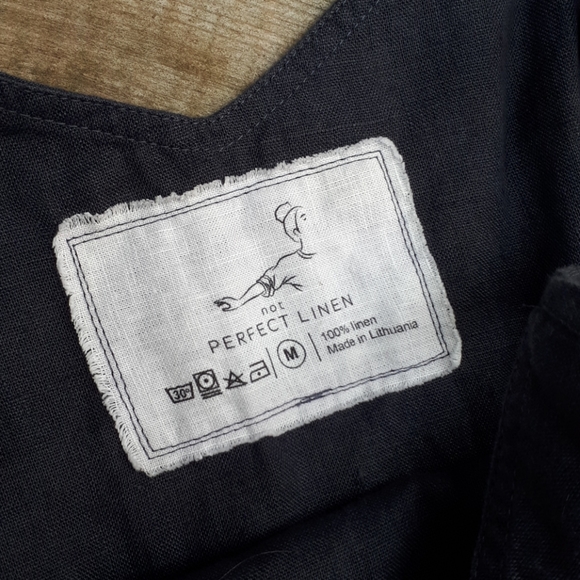 not
PERFECT LINEN
30° M 100% linen
Made in Lithuania